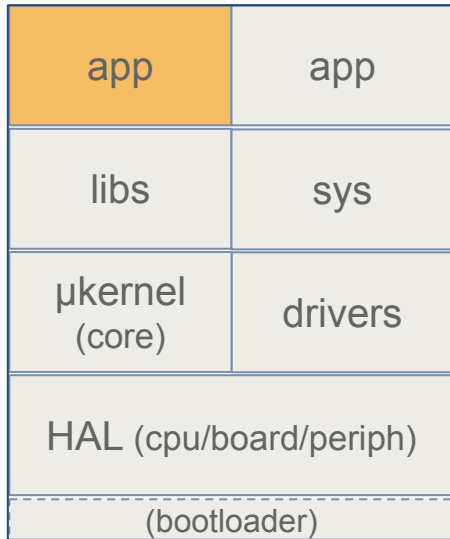 app app
libs sys
µkernel
(core)
drivers
HAL (cpu/board/periph)
(bootloader)